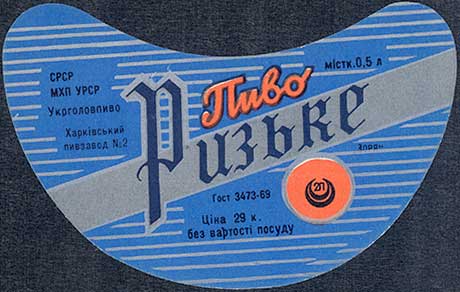 СРСР
МХП УРСР
Укрголовпиво
Харківський
пивзавод №2
Пиво
Ризьке
містк.0,5 л
Гост 3473-69
Ціна 29 к.
без вартості посуду